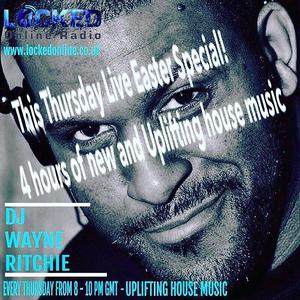 LOCKED
Online Radio
www.lockedonline.co.uk
This Thursday Live Easter Special!
4 hours of new and Uplifting house music
DJ
WAYNE
RITCHIE
EVERY THURSDAY FROM 8 - 10 PM GMT - UPLIFTING HOUSE MUSIC